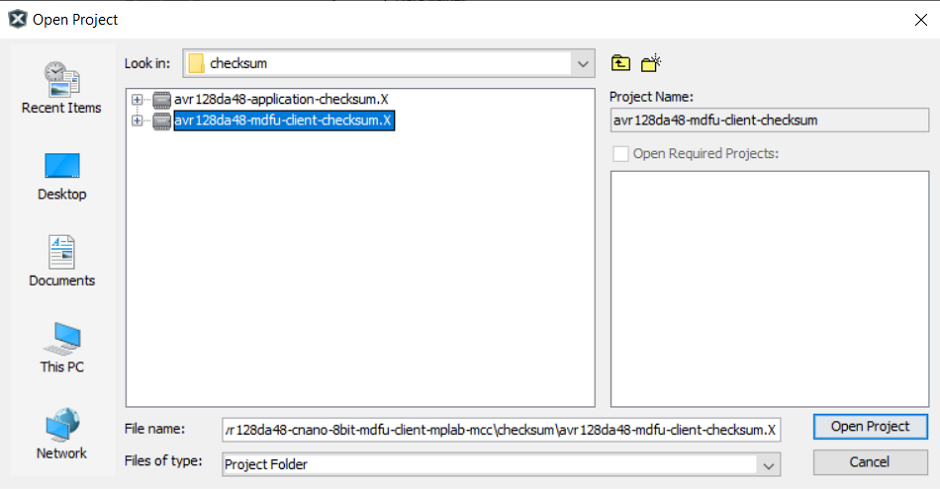 Open Project
Look in:
checksum
Recent Items
Desktop
Documents
This PC
Network
avr128da48-application-checksum.X
avr128da48-mdfu-client-checksum.X
Project Name:
avr128da48-mdfu-client-checksum
Open Required Projects:
File name:
r128da48-cnano-8bit-mdfu-client-mplab-mcc\checksum\avr128da48-mdfu-client-checksum.X
Open Project
Files of type:
Project Folder
Cancel